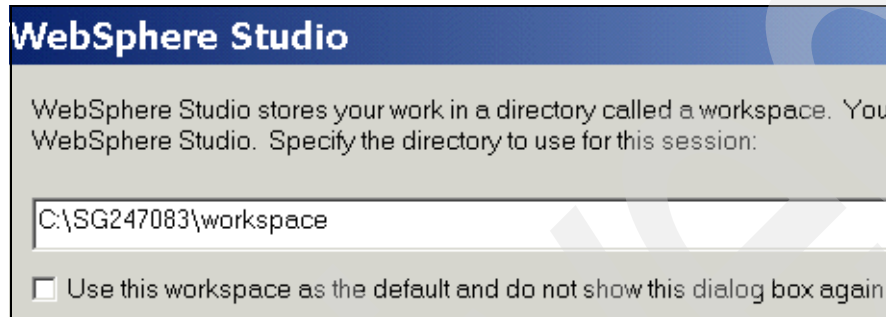 WebSphere Studio
WebSphere Studio stores your work in a directory called a workspace. You
WebSphere Studio. Specify the directory to use for this session:
C:\SG247083\workspace
Use this workspace as the default and do not show this dialog box again